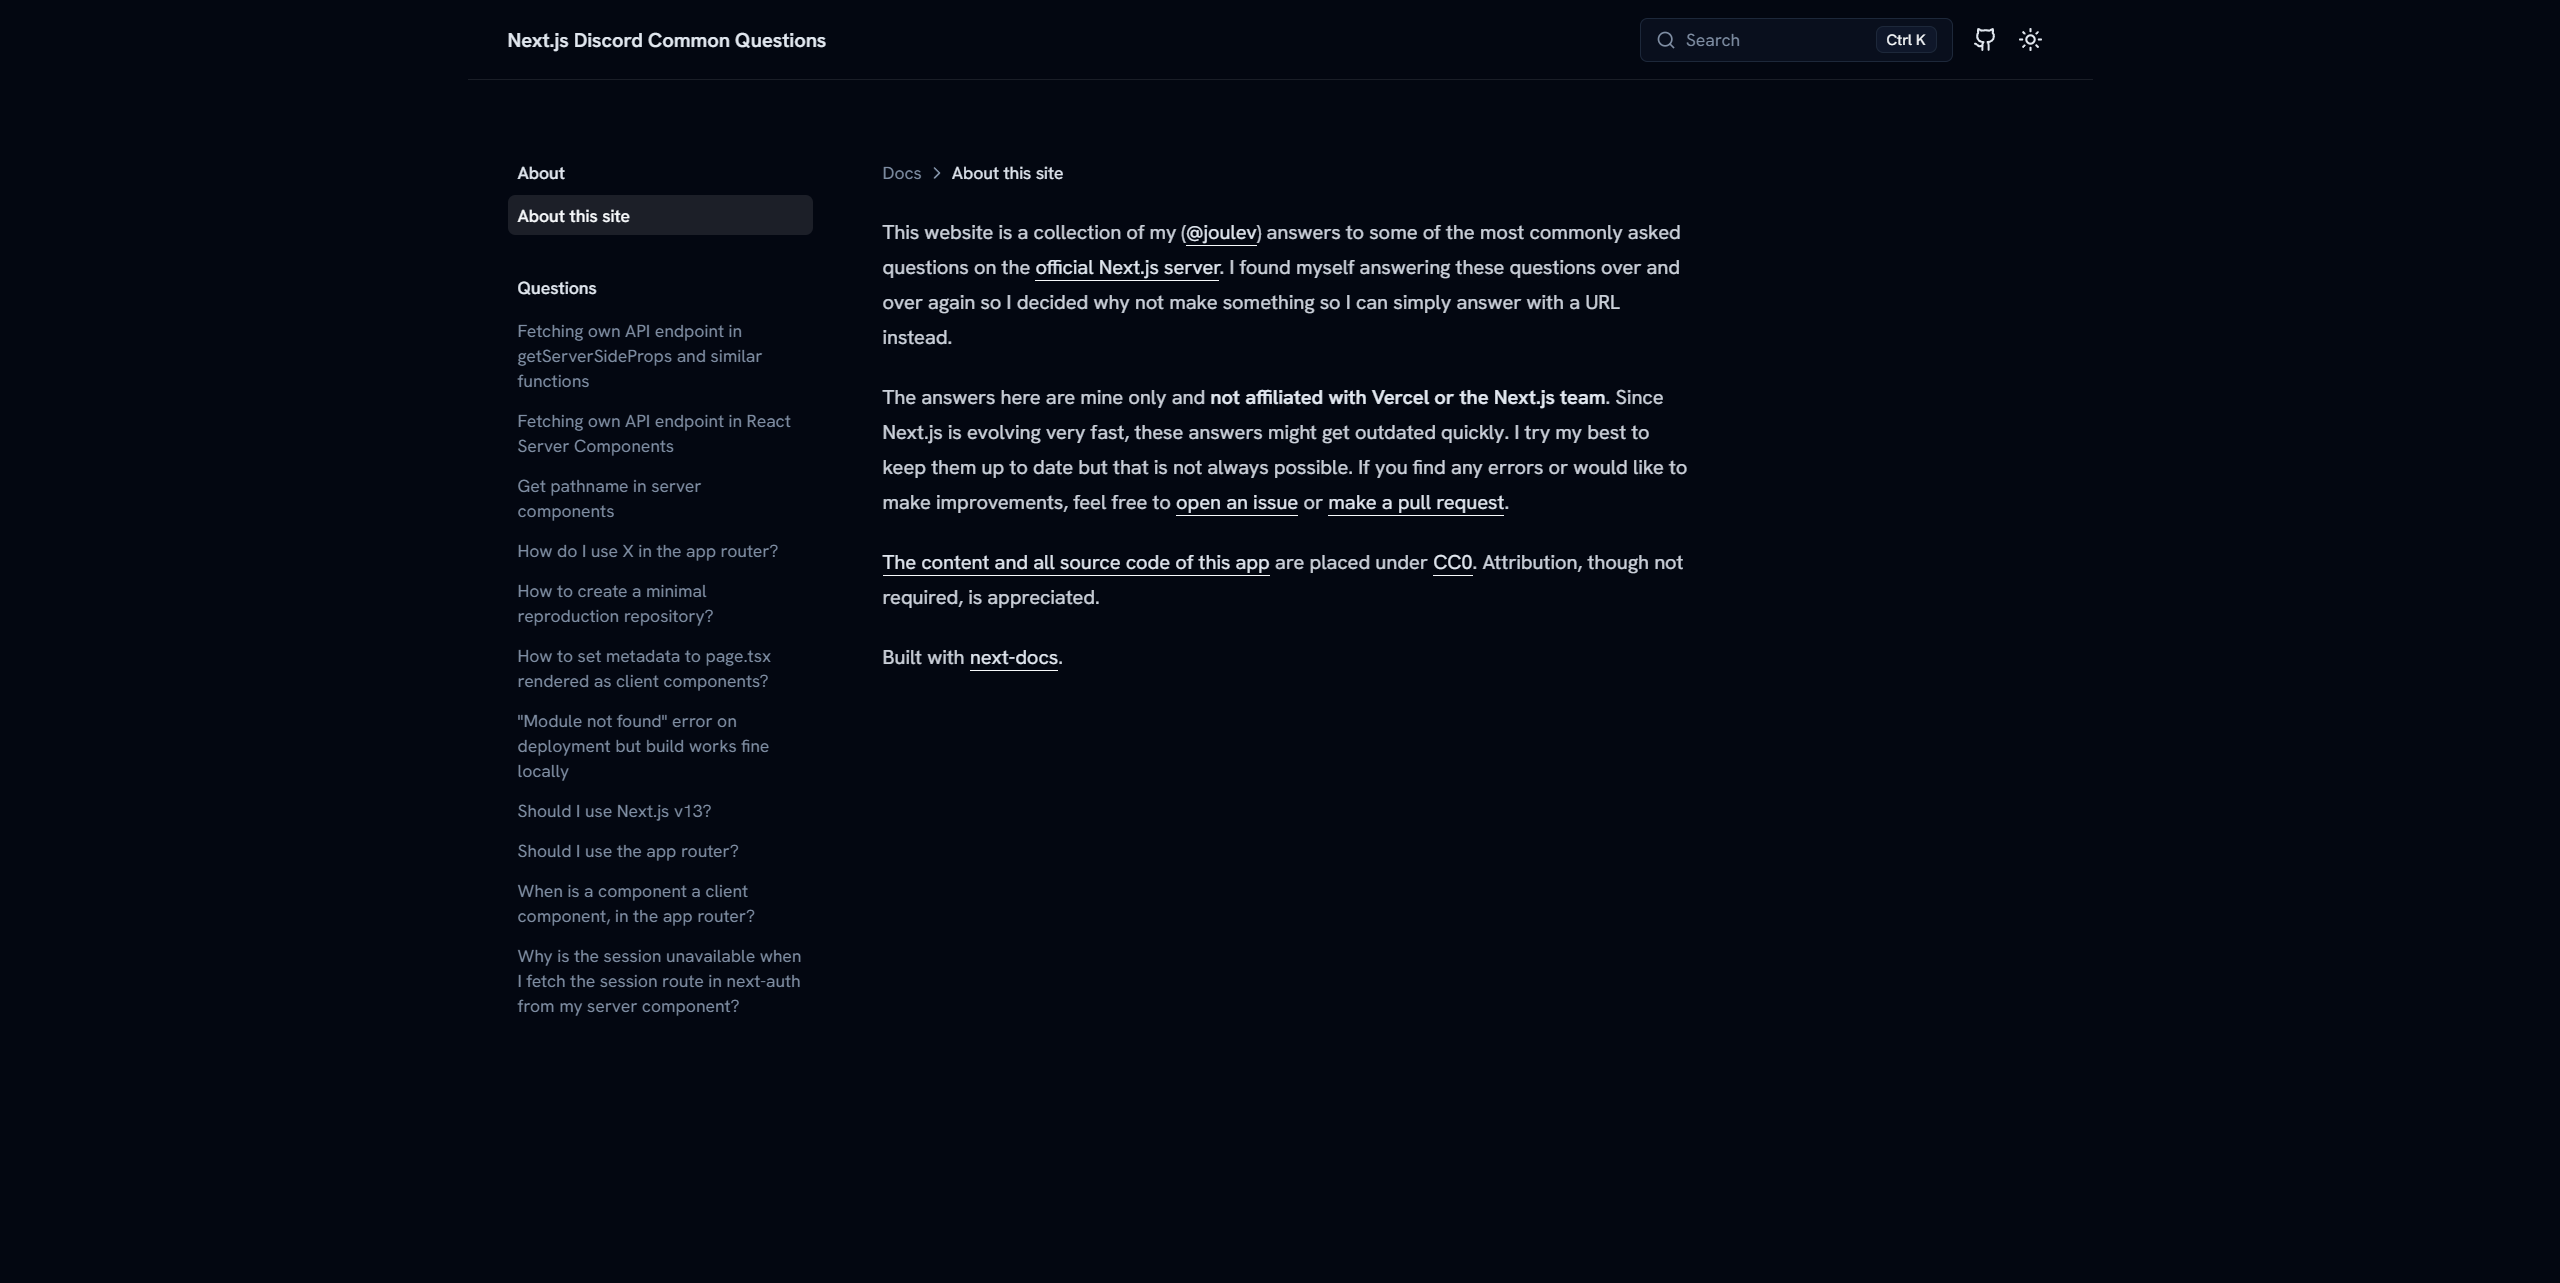 Next.js Discord Common Questions
Search
Ctrl K
About
About this site
Questions
Fetching own API endpoint in
getServerSideProps and similar
functions
Fetching own API endpoint in React
Server Components
Get pathname in server
components
How do I use X in the app router?
How to create a minimal
reproduction repository?
How to set metadata to page.tsx
rendered as client components?
"Module not found" error on
deployment but build works fine
locally
Should I use Next.js v13?
Should I use the app router?
When is a component a client
component, in the app router?
Why is the session unavailable when
I fetch the session route in next-auth
from my server component?
Docs > About this site
This website is a collection of my (@joulev) answers to some of the most commonly asked
questions on the official Next.js server. I found myself answering these questions over and
over again so I decided why not make something so I can simply answer with a URL
instead.
The answers here are mine only and not affiliated with Vercel or the Next.js team. Since
Next.js is evolving very fast, these answers might get outdated quickly. I try my best to
keep them up to date but that is not always possible. If you find any errors or would like to
make improvements, feel free to open an issue or make a pull request.
The content and all source code of this app are placed under CC0. Attribution, though not
required, is appreciated.
Built with next-docs.